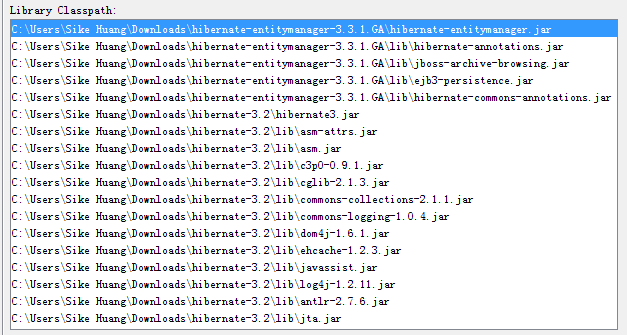 Library Classpath:
C:\Users\Sike Huang\Downloads\hibernate-entitymanager-3.3.1.GA\hibernate-entitymanager.jar
C:\Users\Sike Huang\Downloads\hibernate-entitymanager-3.3.1.GA\lib\hibernate-annotations.jar
C:\Users\Sike Huang\Downloads\hibernate-entitymanager-3.3.1.GA\lib\jboss-archive-browsing.jar
C:\Users\Sike Huang\Downloads\hibernate-entitymanager-3.3.1.GA\lib\ejb3-persistence.jar
C:\Users\Sike Huang\Downloads\hibernate-entitymanager-3.3.1.GA\lib\hibernate-commons-annotations.jar
C:\Users\Sike Huang\Downloads\hibernate-3.2\hibernate3.jar
C:\Users\Sike Huang\Downloads\hibernate-3.2\lib\asm-attrs.jar
C:\Users\Sike Huang\Downloads\hibernate-3.2\lib\asm.jar
C:\Users\Sike Huang\Downloads\hibernate-3.2\lib\c3p0-0.9.1.jar
C:\Users\Sike Huang\Downloads\hibernate-3.2\lib\cglib-2.1.3.jar
C:\Users\Sike Huang\Downloads\hibernate-3.2\lib\commons-collections-2.1.1.jar
C:\Users\Sike Huang\Downloads\hibernate-3.2\lib\commons-logging-1.0.4.jar
C:\Users\Sike Huang\Downloads\hibernate-3.2\lib\dom4j-1.6.1.jar
C:\Users\Sike Huang\Downloads\hibernate-3.2\lib\ehcache-1.2.3.jar
C:\Users\Sike Huang\Downloads\hibernate-3.2\lib\javassist.jar
C:\Users\Sike Huang\Downloads\hibernate-3.2\lib\log4j-1.2.11.jar
C:\Users\Sike Huang\Downloads\hibernate-3.2\lib\antlr-2.7.6.jar
C:\Users\Sike Huang\Downloads\hibernate-3.2\lib\jta.jar